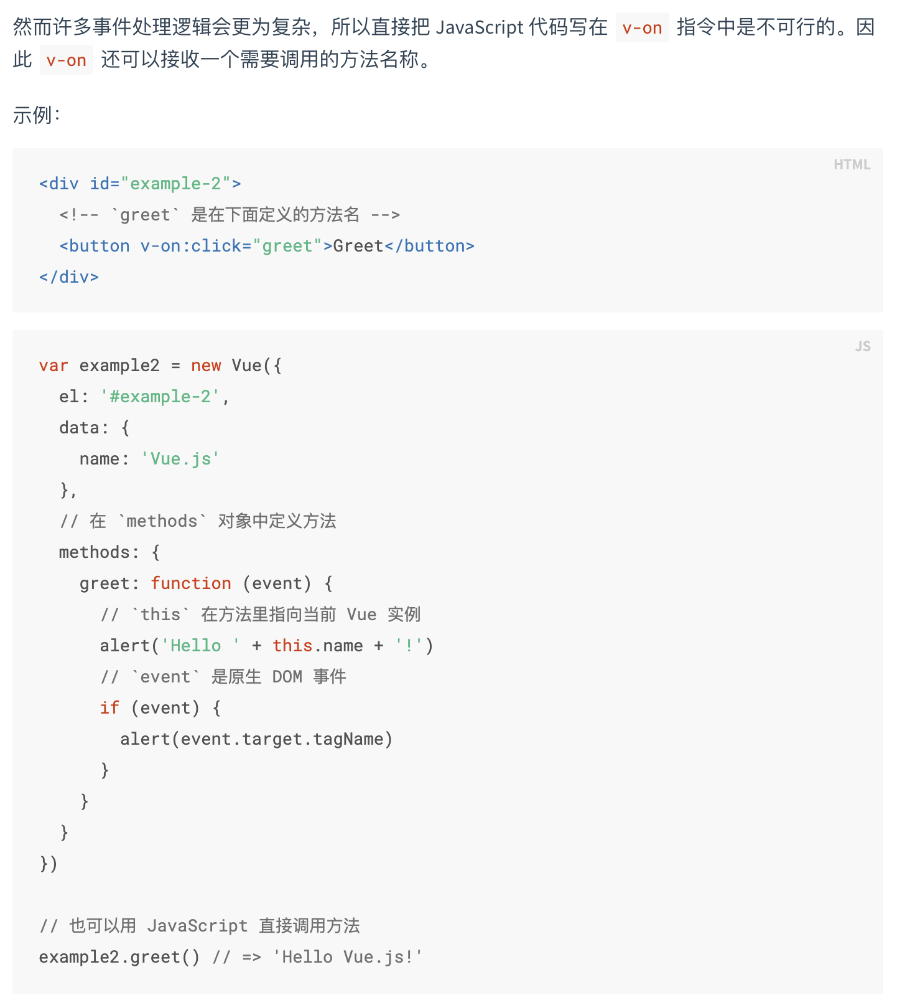 然而许多事件处理逻辑会更为复杂，所以直接把 JavaScript 代码写在 v-on 指令中是不可行的。因
此 v-on 还可以接收一个需要调用的方法名称。
示例：
HTML
<div id="example-2">
  <!-- `greet` 是在下面定义的方法名 -->
  <button v-on:click="greet">Greet</button>
</div>
JS
var example2 = new Vue({
  el: '#example-2',
  data: {
    name: 'Vue.js'
  },
  // 在 `methods` 对象中定义方法
  methods: {
    greet: function (event) {
      // `this` 在方法里指向当前 Vue 实例
      alert('Hello ' + this.name + '!')
      // `event` 是原生 DOM 事件
      if (event) {
        alert(event.target.tagName)
      }
    }
  }
})
// 也可以用 JavaScript 直接调用方法
example2.greet() // => 'Hello Vue.js!'